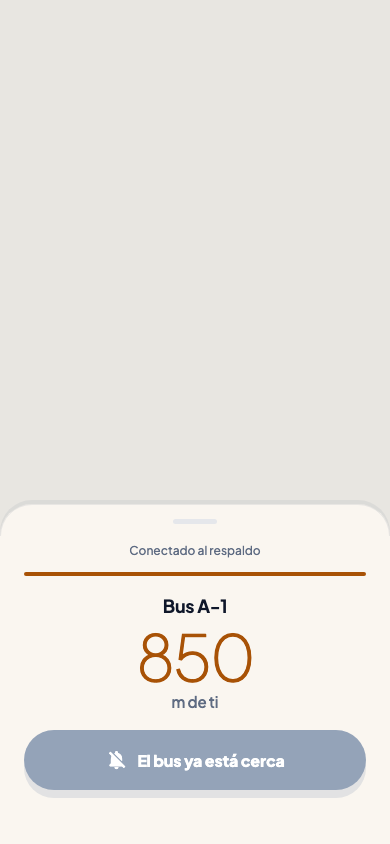 Conectado al respaldo
Bus A-1
850
m de ti
El bus ya está cerca